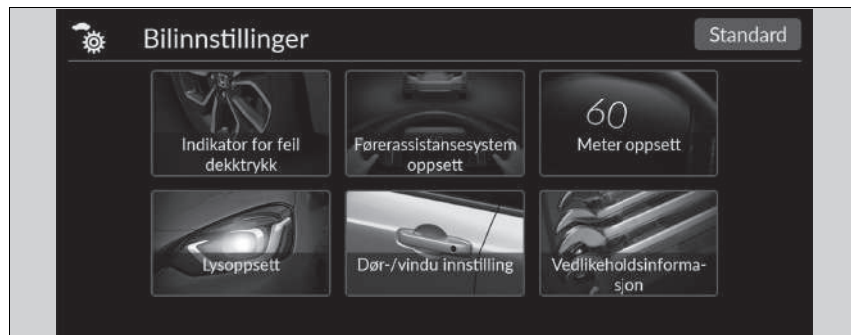 Bilinnstillinger
Standard
Indikator for feil
dekktrykk
Førerassistansesystem
oppsett
60
Meter oppsett
Lysoppsett
Dør-/vindu innstilling
Vedlikeholdsinforma-
sjon